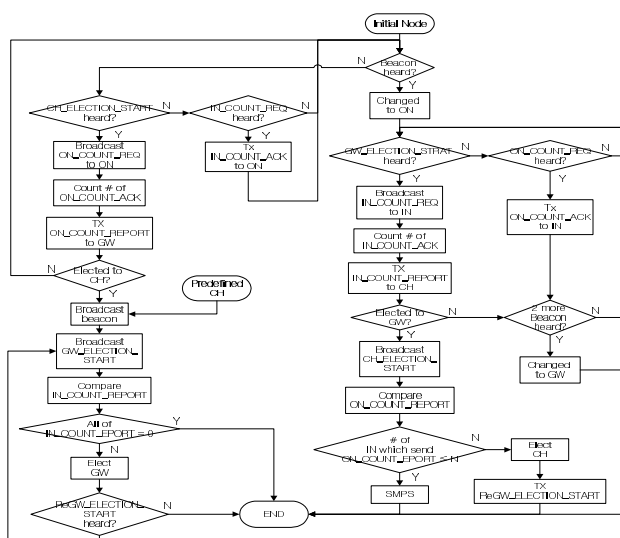 Initial Node
Beacon
heard?
N
Y
Changed
to ON
CH_ELECTION_START
heard?
N
Y
IN_COUNT_REQ
heard?
N
Y
Tx
IN_COUNT_ACK
to ON
Broadcast
ON_COUNT_REQ
to ON
Count # of
ON_COUNT_ACK
TX
ON_COUNT_REPORT
to GW
Elected to
CH?
N
Y
Predefined
CH
Broadcast
beacon
Broadcast
GW_ELECTION_
START
Compare
IN_COUNT_REPORT
All of
IN_COUNT_EPORT = 0
Y
N
Elect
GW
ReGW_ELECTION_
START
heard?
N
END
GW_ELECTION_STRAT
heard?
N
Y
ON_COUNT_REQ
heard?
N
Y
Tx
ON_COUNT_ACK
to IN
Broadcast
IN_COUNT_REQ
to IN
Count # of
IN_COUNT_ACK
TX
IN_COUNT_REPORT
to CH
Elected to
GW?
N
Y
2 more
Beacon
heard?
N
Y
Changed
to GW
Broadcast
CH_ELECTION_
START
Compare
ON_COUNT_REPORT
# of
IN which send
ON_COUNT_EPORT ≤ N
N
Y
Elect
CH
TX
ReGW_ELECTION_START
SMPS